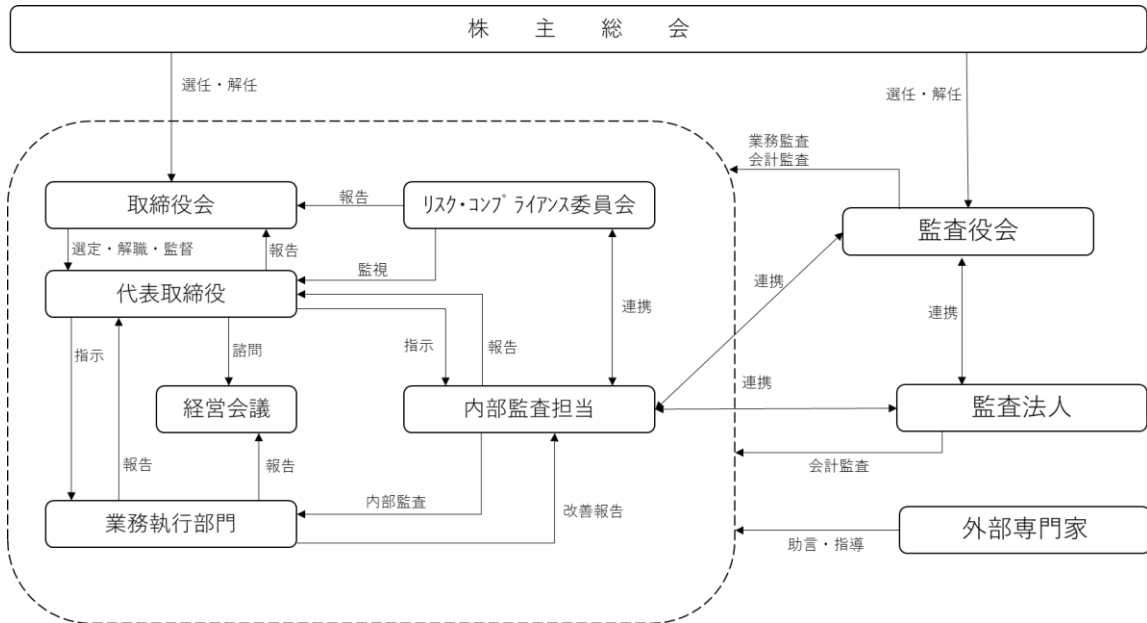 株主総会
選任・解任
選任・解任
業務監査
会計監査
取締役会
報告
リスク・コンプライアンス委員会
監査役会
選定・解職・監督
報告
監視
連携
代表取締役
連携
連携
指示
諮問
指示
報告
連携
経営会議
内部監査担当
監査法人
報告
報告
会計監査
内部監査
改善報告
業務執行部門
外部専門家
助言・指導